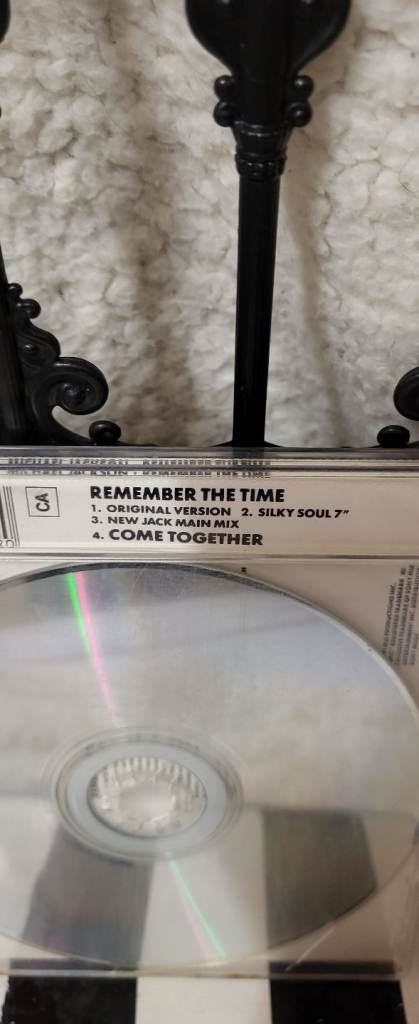 CA
REMEMBER THE TIME
1. ORIGINAL VERSION 2. SILKY SOUL 7"
3. NEW JACK MAIN MIX
4. COME TOGETHER